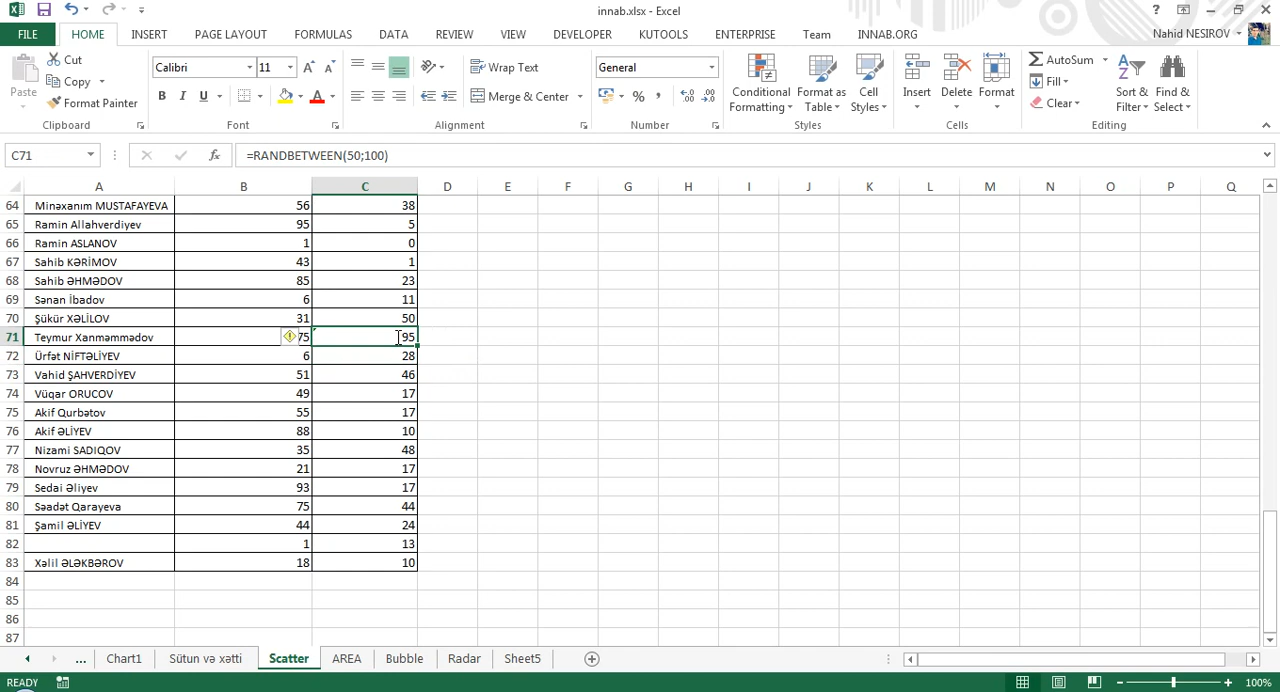 innab.xlsx - Excel
FILE HOME INSERT PAGE LAYOUT FORMULAS DATA REVIEW VIEW DEVELOPER KUTOOLS ENTERPRISE Team INNAB.ORG Nahid NESIROV
Paste Cut Copy Format Painter Clipboard
Calibri 11 B I U A Font
Wrap Text Merge & Center Alignment
General % , Number
Conditional Formatting Format as Table Cell Styles Styles
Insert Delete Format Cells
AutoSum Fill Clear Sort & Filter Find & Select Editing
C71 fx =RANDBETWEEN(50;100)
A B C D E F G H I J K L M N O P Q
64 Minəxanım MUSTAFAYEVA 56 38
65 Ramin Allahverdiyev 95 5
66 Ramin ASLANOV 1 0
67 Sahib KƏRİMOV 43 1
68 Sahib ƏHMƏDOV 85 23
69 Sənan İbadov 6 11
70 Şükür XƏLİLOV 31 50
71 Teymur Xanməmmədov 75 95
72 Ürfət NİFTƏLİYEV 6 28
73 Vahid ŞAHVERDİYEV 51 46
74 Vüqar ORUCOV 49 17
75 Akif Qurbətov 55 17
76 Akif ƏLİYEV 88 10
77 Nizami SADIQOV 35 48
78 Novruz ƏHMƏDOV 21 17
79 Sedai Əliyev 93 17
80 Səadət Qarayeva 75 44
81 Şamil ƏLİYEV 44 24
82 1 13
83 Xəlil ƏLƏKBƏROV 18 10
84
85
86
87
... Chart1 Sütun və xətti Scatter AREA Bubble Radar Sheet5
READY 100%